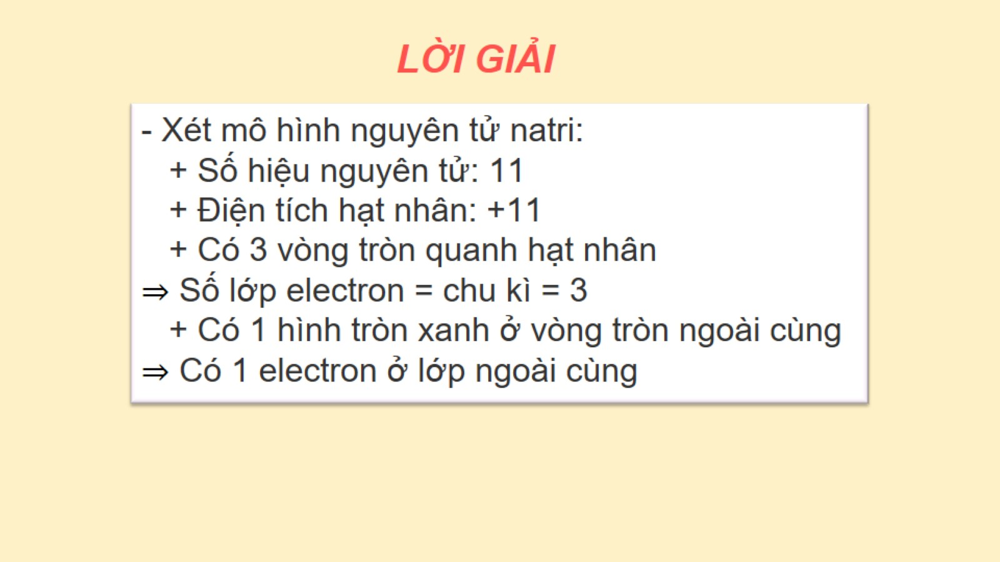 LỜI GIẢI
- Xét mô hình nguyên tử natri:
+ Số hiệu nguyên tử: 11
+ Điện tích hạt nhân: +11
+ Có 3 vòng tròn quanh hạt nhân
⇒ Số lớp electron = chu kì = 3
+ Có 1 hình tròn xanh ở vòng tròn ngoài cùng
⇒ Có 1 electron ở lớp ngoài cùng